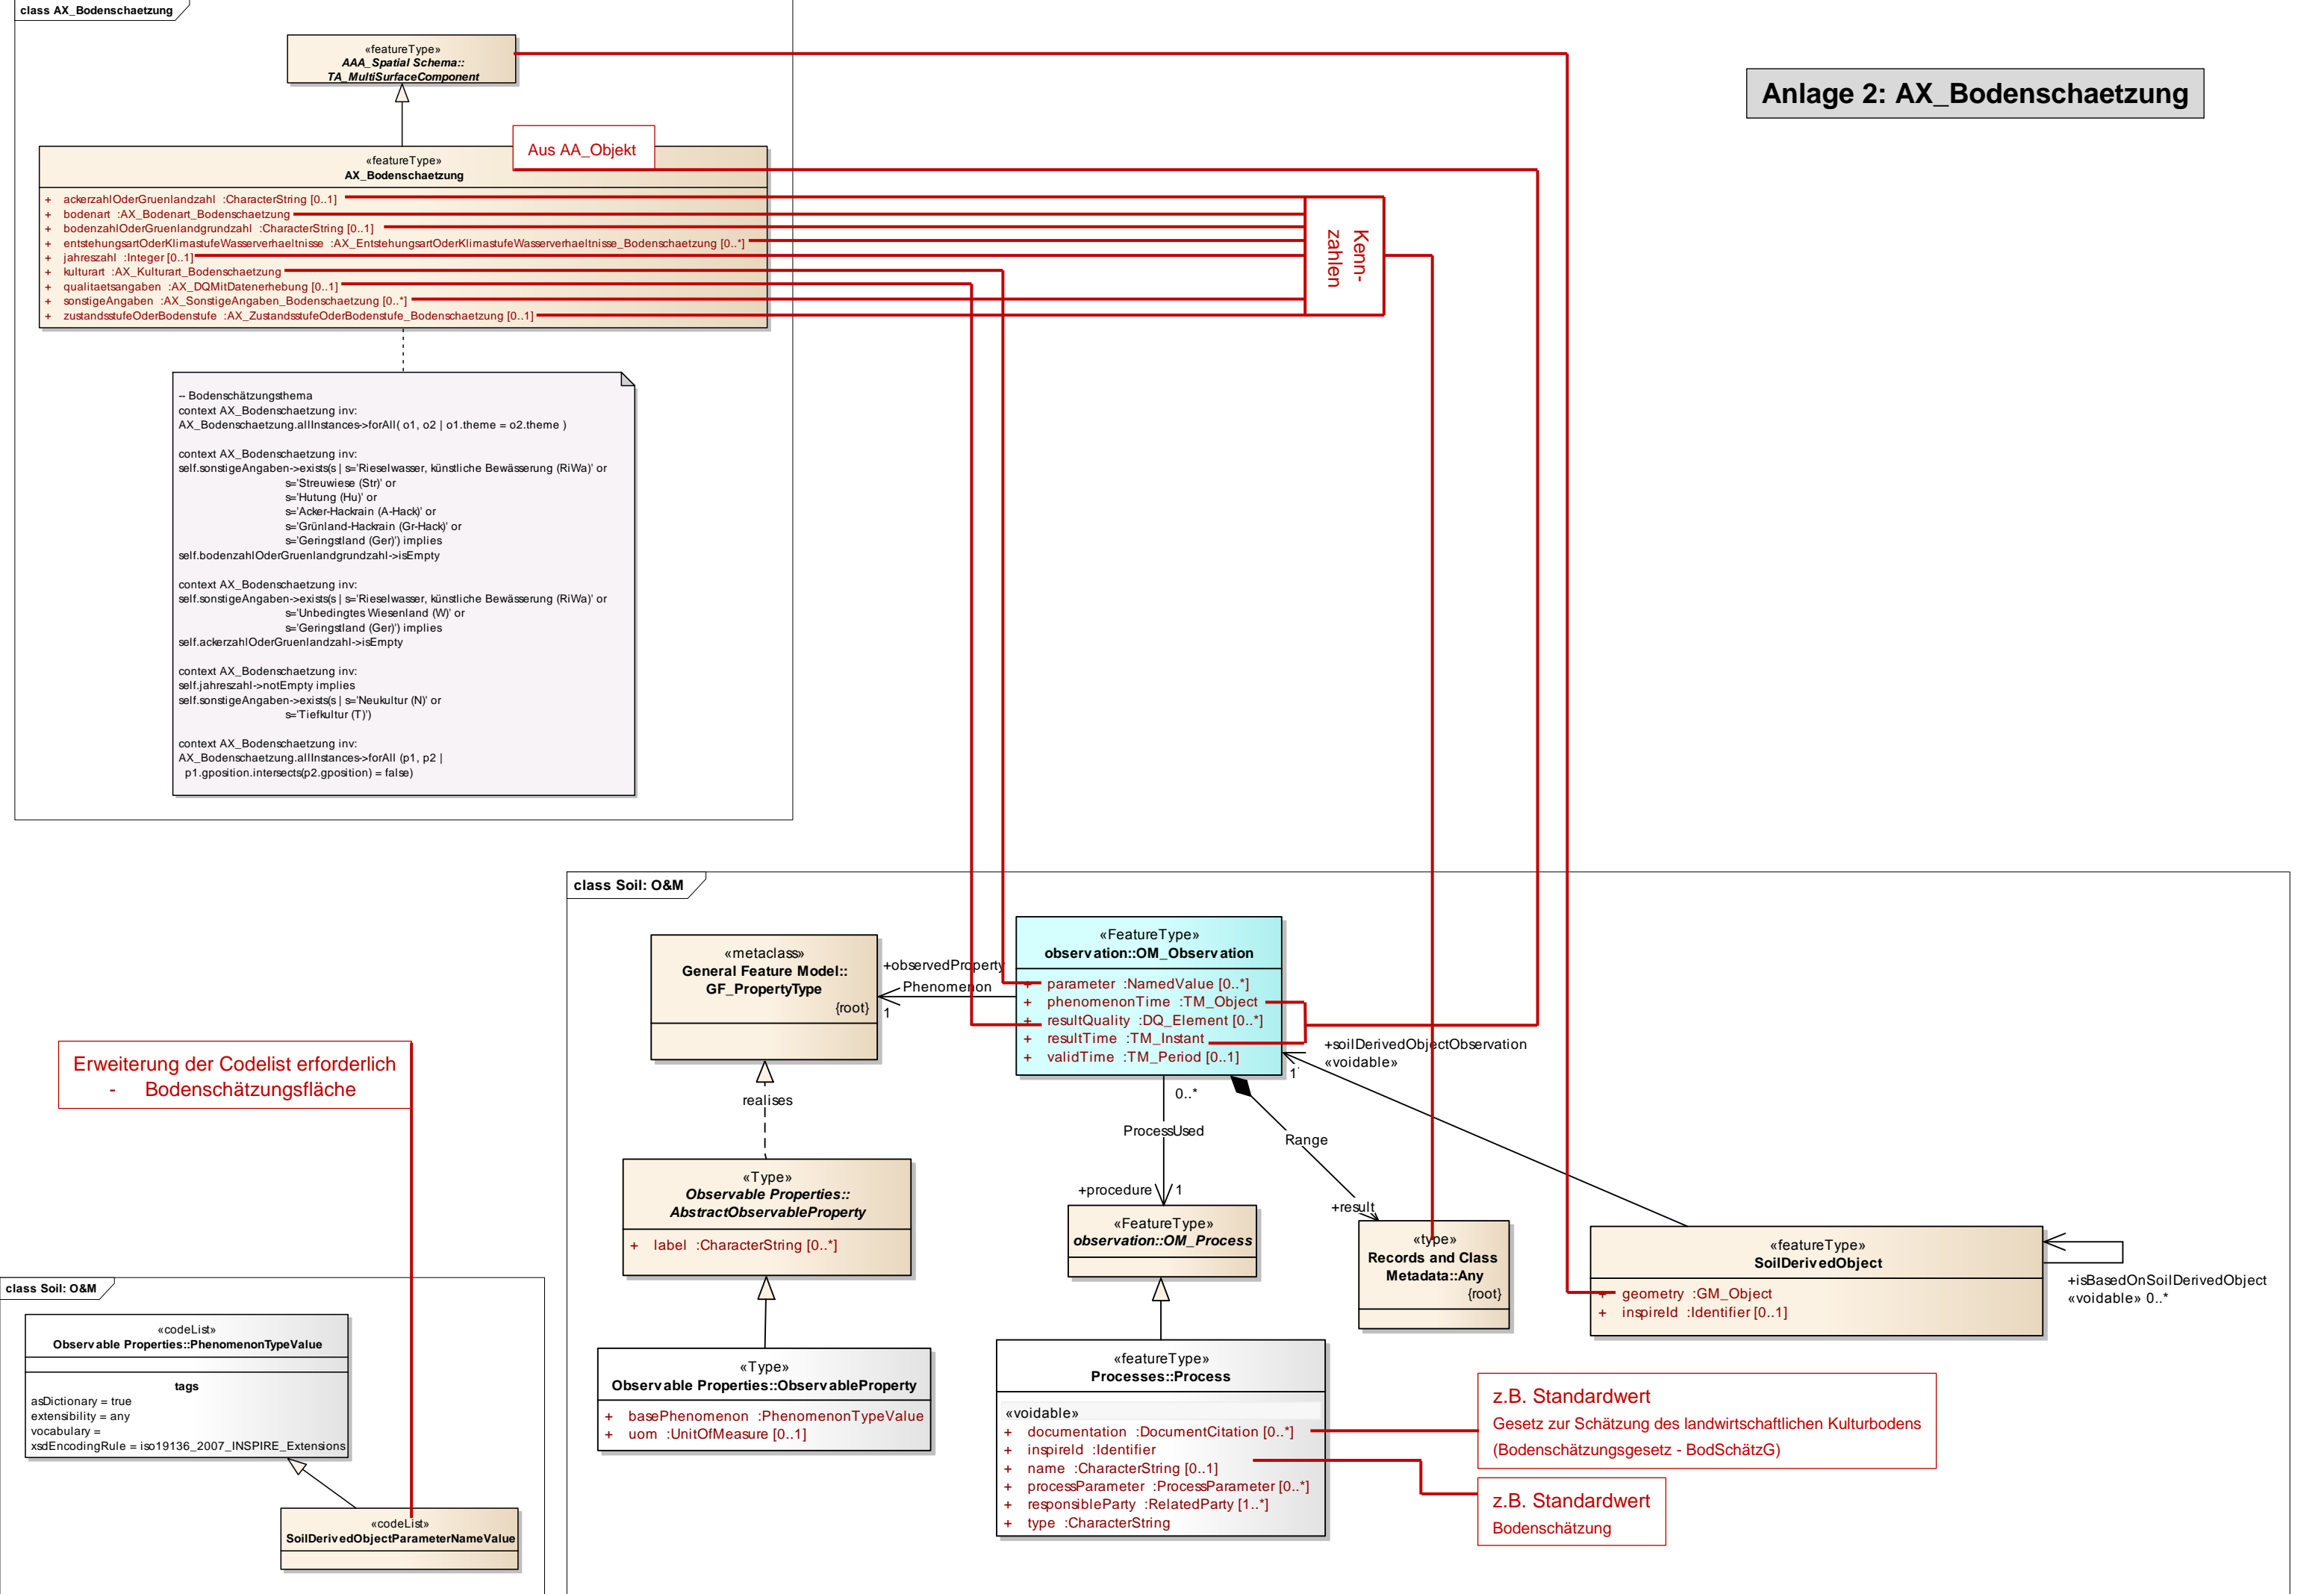 class AX_Bodenschaetzung
«featureType»
AAA_Spatial Schema::
TA_MultiSurfaceComponent
Anlage 2: AX_Bodenschaetzung
Aus AA_Objekt
«featureType»
AX_Bodenschaetzung
+ ackerzahlOderGruenlandzahl :CharacterString [0..1]
+ bodenart :AX_Bodenart_Bodenschaetzung
+ bodenzahlOderGruenlandgrundzahl :CharacterString [0..1]
+ entstehungsartOderKlimastufeWasserverhaeltnisse :AX_EntstehungsartOderKlimastufeWasserverhaeltnisse_Bodenschaetzung [0..*]
+ jahreszahl :Integer [0..1]
+ kulturart :AX_Kulturart_Bodenschaetzung
+ qualitaetsangaben :AX_DQMitDatenerhebung [0..1]
+ sonstigeAngaben :AX_SonstigeAngaben_Bodenschaetzung [0..*]
+ zustandsstufeOderBodenstufe :AX_ZustandsstufeOderBodenstufe_Bodenschaetzung [0..1]
Kenn-
zahlen
-- Bodenschätzungsthema
context AX_Bodenschaetzung inv:
AX_Bodenschaetzung.allInstances->forAll( o1, o2 | o1.theme = o2.theme )
context AX_Bodenschaetzung inv:
self.sonstigeAngaben->exists(s | s='Rieselwasser, künstliche Bewässerung (RiWa)' or
s='Streuwiese (Str)' or
s='Hutung (Hu)' or
s='Acker-Hackrain (A-Hack)' or
s='Grünland-Hackrain (Gr-Hack)' or
s='Geringstland (Ger)') implies
self.bodenzahlOderGruenlandgrundzahl->isEmpty
context AX_Bodenschaetzung inv:
self.sonstigeAngaben->exists(s | s='Rieselwasser, künstliche Bewässerung (RiWa)' or
s='Unbedingtes Wiesenland (W)' or
s='Geringstland (Ger)') implies
self.ackerzahlOderGruenlandzahl->isEmpty
context AX_Bodenschaetzung inv:
self.jahreszahl->notEmpty implies
self.sonstigeAngaben->exists(s | s='Neukultur (N)' or
s='Tiefkultur (T)')
context AX_Bodenschaetzung inv:
AX_Bodenschaetzung.allInstances->forAll (p1, p2 |
p1.gposition.intersects(p2.gposition) = false)
class Soil: O&M
«metaclass»
General Feature Model::
GF_PropertyType
{root}
+observedProperty
Phenomenon
1
«FeatureType»
observation::OM_Observation
+ parameter :NamedValue [0..*]
+ phenomenonTime :TM_Object
+ resultQuality :DQ_Element [0..*]
+ resultTime :TM_Instant
+ validTime :TM_Period [0..1]
+soilDerivedObjectObservation
«voidable»
1
Erweiterung der Codelist erforderlich
- Bodenschätzungsfläche
realises
0..*
ProcessUsed
Range
+procedure
1
+result
«Type»
Observable Properties::
AbstractObservableProperty
+ label :CharacterString [0..*]
«FeatureType»
observation::OM_Process
«type»
Records and Class
Metadata::Any
{root}
«featureType»
SoilDerivedObject
+ geometry :GM_Object
+ inspireId :Identifier [0..1]
+isBasedOnSoilDerivedObject
«voidable» 0..*
class Soil: O&M
«codeList»
Observable Properties::PhenomenonTypeValue
tags
asDictionary = true
extensibility = any
vocabulary =
xsdEncodingRule = iso19136_2007_INSPIRE_Extensions
«codeList»
SoilDerivedObjectParameterNameValue
«Type»
Observable Properties::ObservableProperty
+ basePhenomenon :PhenomenonTypeValue
+ uom :UnitOfMeasure [0..1]
«featureType»
Processes::Process
«voidable»
+ documentation :DocumentCitation [0..*]
+ inspireId :Identifier
+ name :CharacterString [0..1]
+ processParameter :ProcessParameter [0..*]
+ responsibleParty :RelatedParty [1..*]
+ type :CharacterString
z.B. Standardwert
Gesetz zur Schätzung des landwirtschaftlichen Kulturbodens
(Bodenschätzungsgesetz - BodSchätzG)
z.B. Standardwert
Bodenschätzung